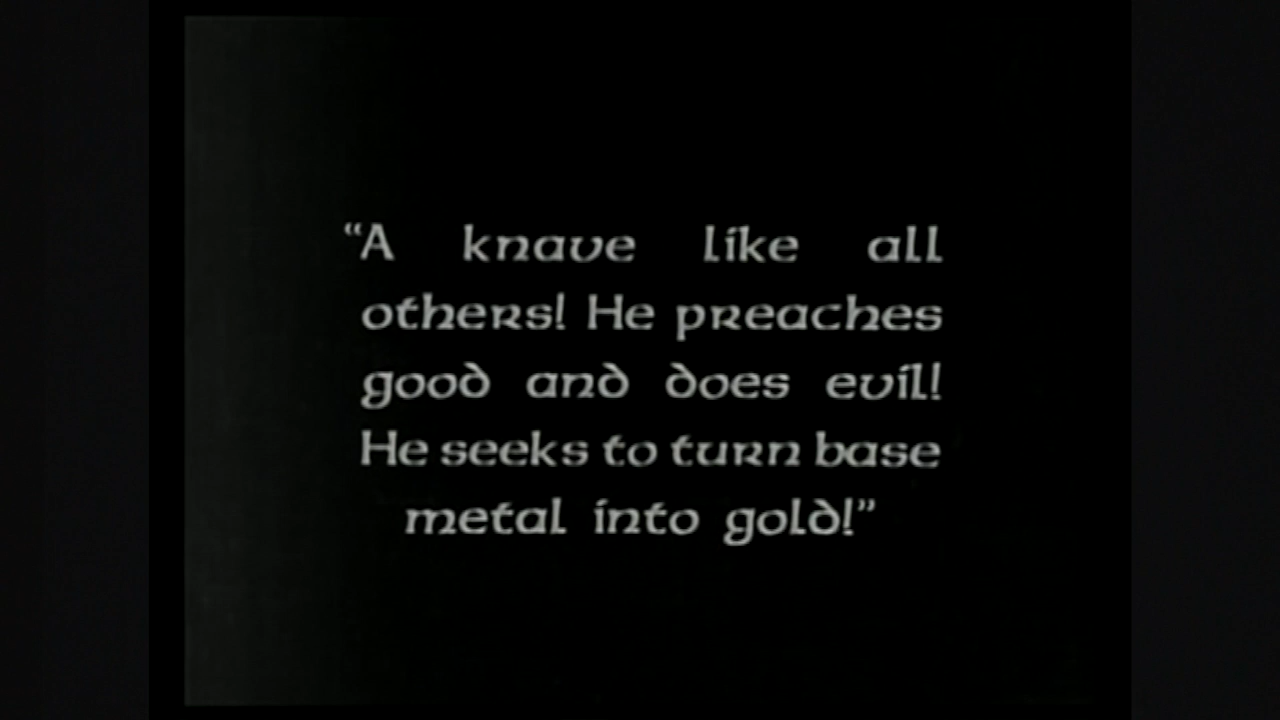 “A knave like all
others! He preaches
good and does evil!
He seeks to turn base
metal into gold!”